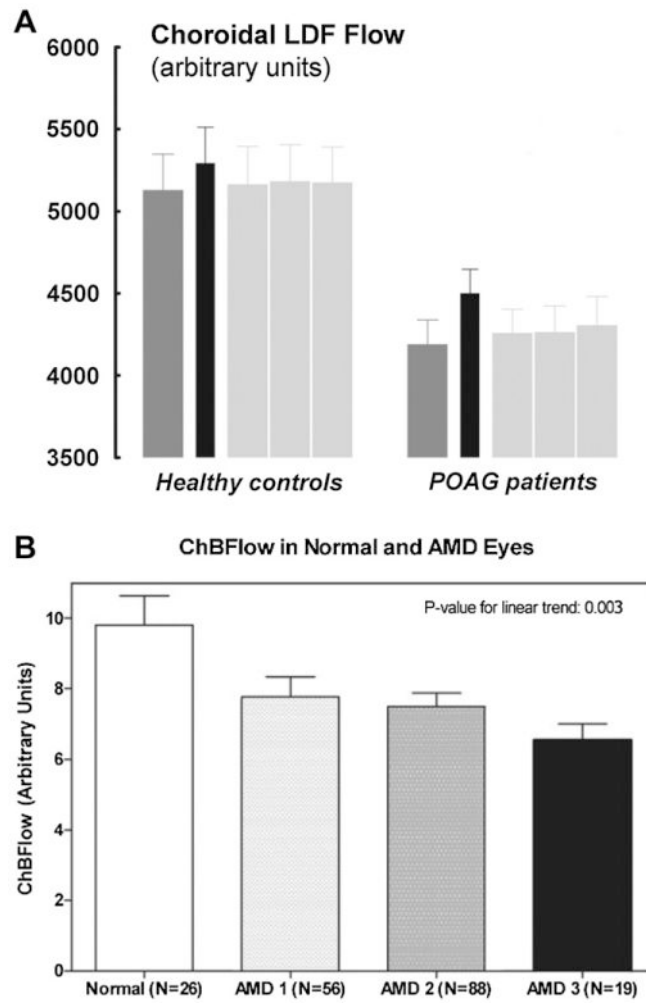 A
Choroidal LDF Flow
(arbitrary units)
6000
5500
5000
4500
4000
3500
Healthy controls
POAG patients
B
ChBFlow in Normal and AMD Eyes
P-value for linear trend: 0.003
ChBFlow (Arbitrary Units)
10
8
6
4
2
0
Normal (N=26)
AMD 1 (N=56)
AMD 2 (N=88)
AMD 3 (N=19)